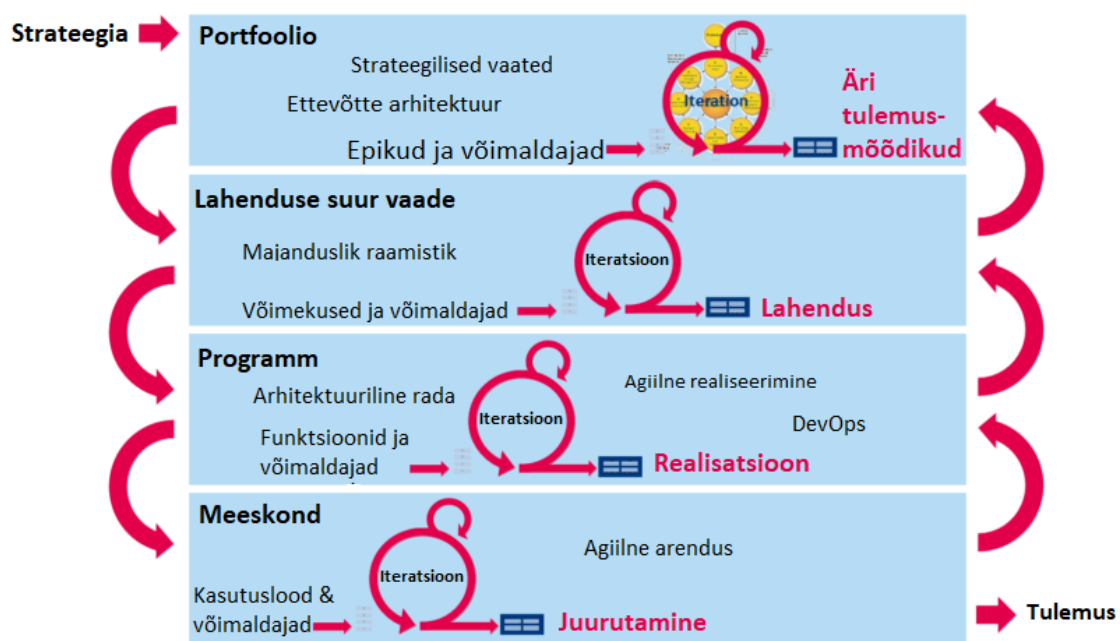 Strateegia
Portfoolio
Strateegilised vaated
Ettevõtte arhitektuur
Epikud ja võimaldajad
Iteration
Äri
tulemus-
mõõdikud
Lahenduse suur vaade
Majanduslik raamistik
Võimekused ja võimaldajad
Iteratsioon
Lahendus
Programm
Arhitektuuriline rada
Funktsioonid ja
võimaldajad
Iteratsioon
Agiilne realiseerimine
DevOps
Realisatsioon
Meeskond
Kasutuslood &
võimaldajad
Iteratsioon
Agiilne arendus
Juurutamine
Tulemus